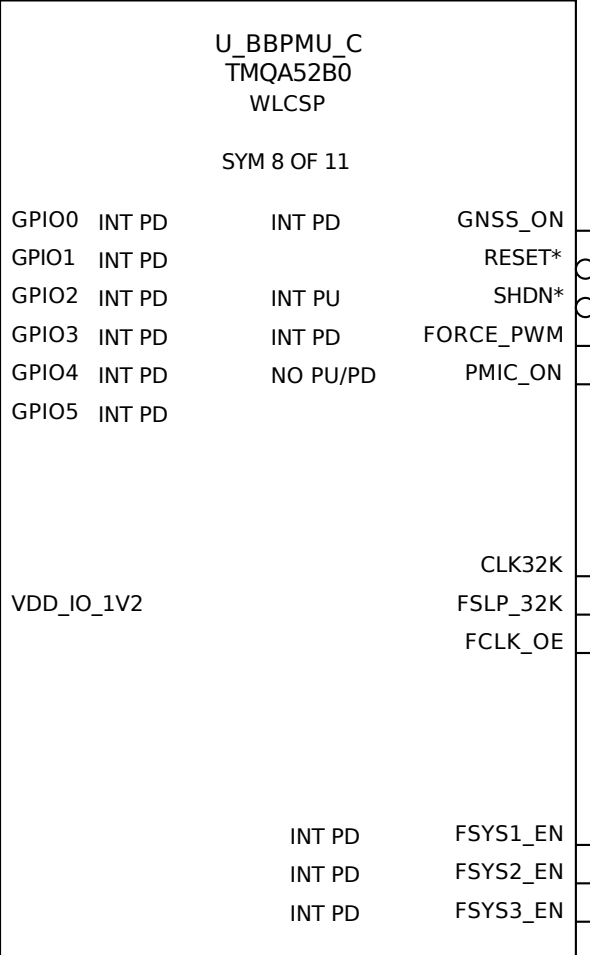 U_BBPMU_C
TMQA52B0
WLCSP
SYM 8 OF 11
GPIO0 INT PD INT PD GNSS_ON
GPIO1 INT PD RESET*
GPIO2 INT PD INT PU SHDN*
GPIO3 INT PD INT PD FORCE_PWM
GPIO4 INT PD NO PU/PD PMIC_ON
GPIO5 INT PD
CLK32K
VDD_IO_1V2 FSLP_32K
FCLK_OE
INT PD FSYS1_EN
INT PD FSYS2_EN
INT PD FSYS3_EN